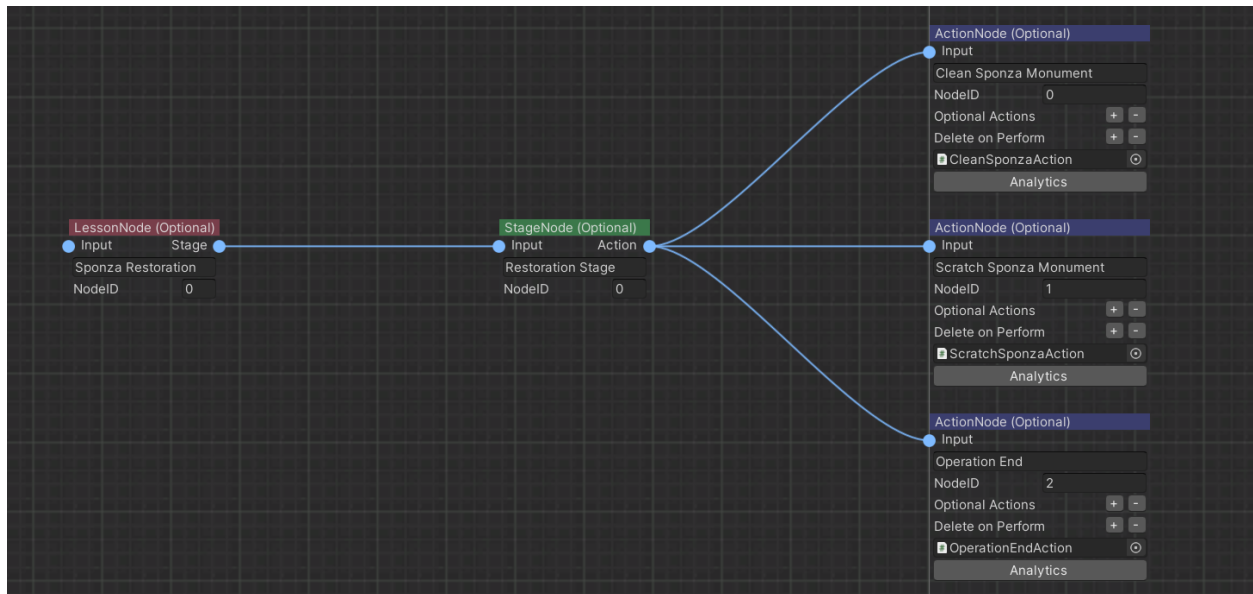 LessonNode (Optional)
Input Stage
Sponza Restoration
NodeID 0
StageNode (Optional)
Input Action
Restoration Stage
NodeID 0
ActionNode (Optional)
Input
Clean Sponza Monument
NodeID 0
Optional Actions + -
Delete on Perform + -
# CleanSponzaAction
Analytics
ActionNode (Optional)
Input
Scratch Sponza Monument
NodeID 1
Optional Actions + -
Delete on Perform + -
# ScratchSponzaAction
Analytics
ActionNode (Optional)
Input
Operation End
NodeID 2
Optional Actions + -
Delete on Perform + -
# OperationEndAction
Analytics